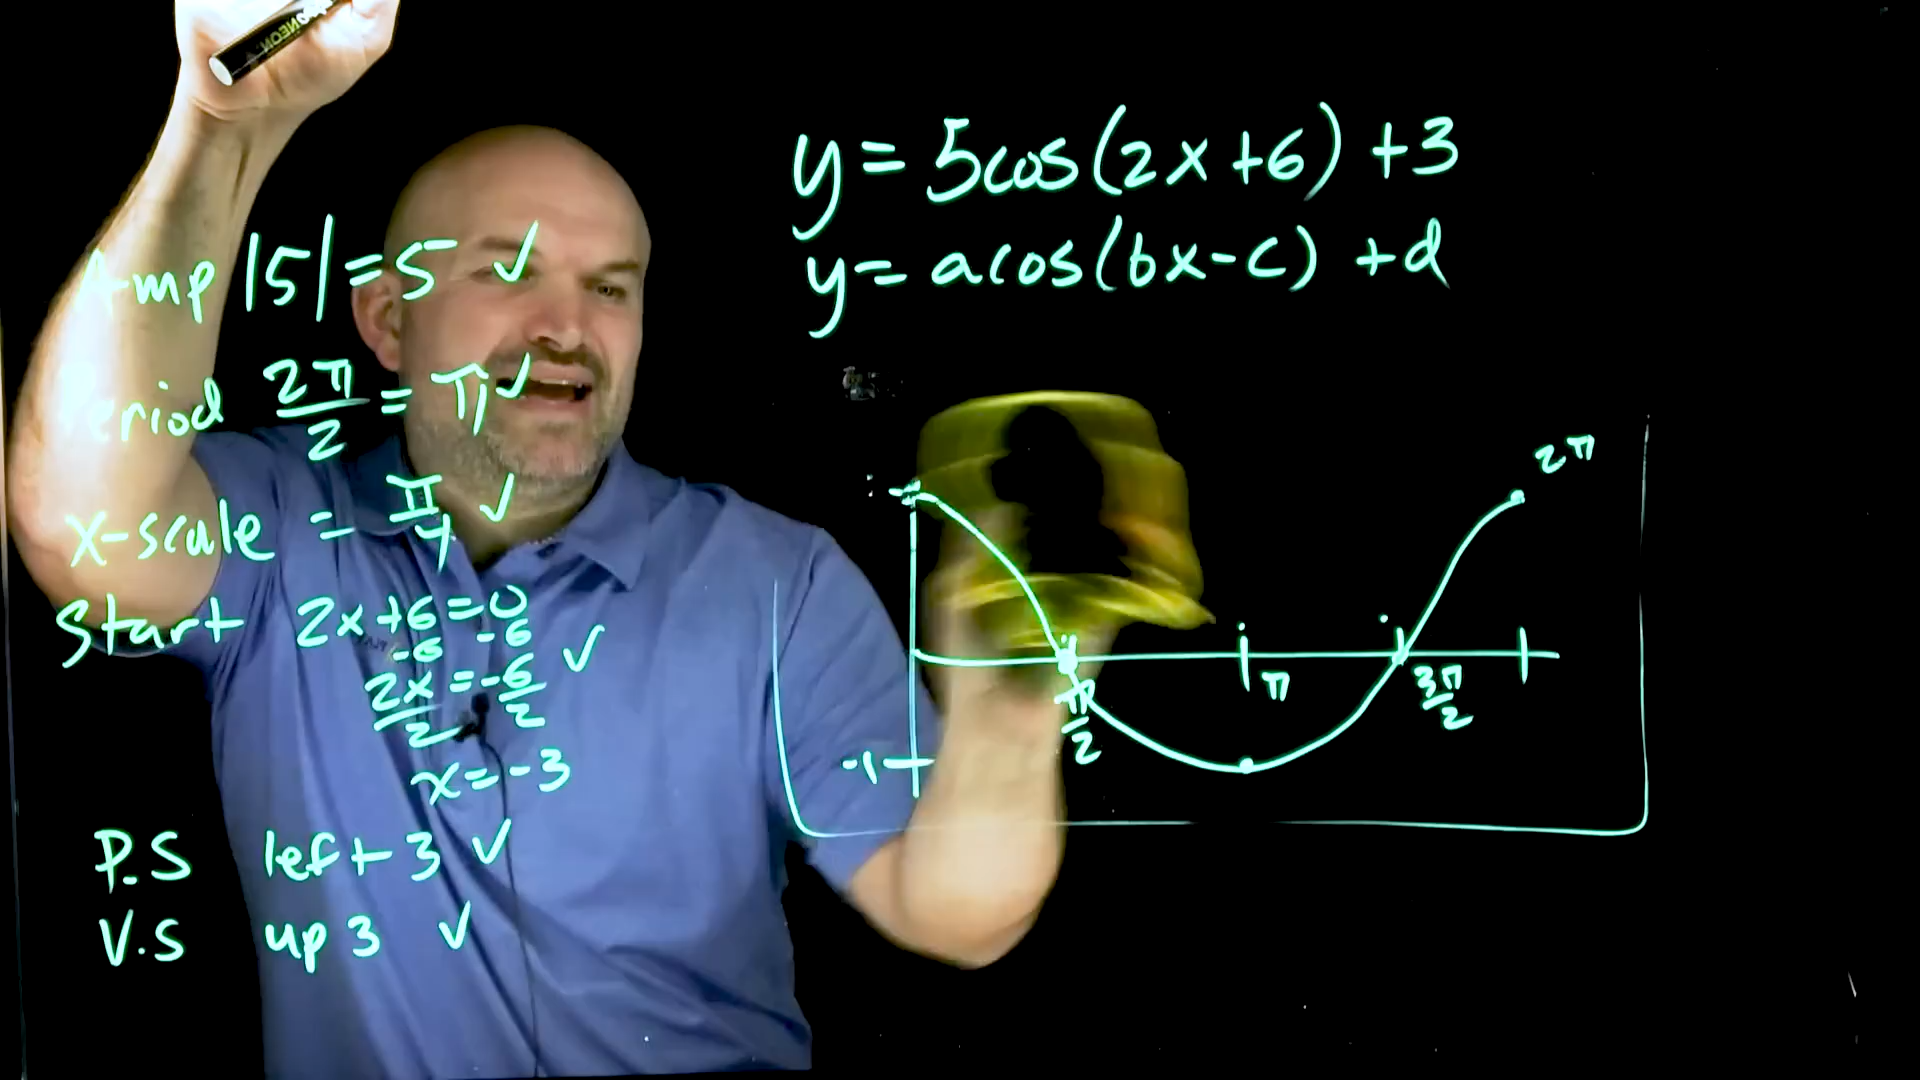 y = 5cos(2x+6) +3
y = acos(bx-c) +d
Amp |5| = 5 ✓
Period 2π/2 = π ✓
x-scale = π/4 ✓
Start 2x+6=0
-6 -6 ✓
2x/2 = -6/2
x = -3
P.S left 3 ✓
V.S up 3 ✓
2π
π/2
π
3π/2
-1